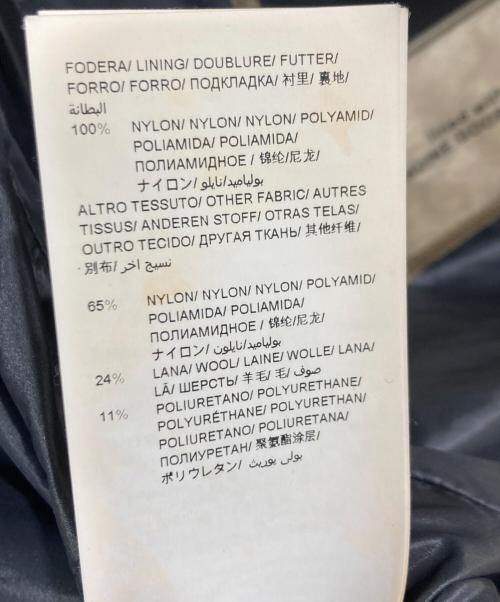 FODERA/ LINING/ DOUBLURE/ FUTTER/
FORRO/ FORRO/ ПОДКЛАДКА/ 衬里/ 裏地/
البطانة
100% NYLON/ NYLON/ NYLON/ POLYAMID/
POLIAMIDA/ POLIAMIDA/
ПОЛИАМИДНОЕ / 锦纶/尼龙/
ナイロン/ بولياميد/نايلو
ALTRO TESSUTO/ OTHER FABRIC/ AUTRES
TISSUS/ ANDEREN STOFF/ OTRAS TELAS/
OUTRO TECIDO/ ДРУГАЯ ТКАНЬ/ 其他纤维/
別布/ نسيج اخر
65% NYLON/ NYLON/ NYLON/ POLYAMID/
POLIAMIDA/ POLIAMIDA/
ПОЛИАМИДНОЕ / 锦纶/尼龙/
ナイロン/ بولياميد/نايلون
24% LANA/ WOOL/ LAINE/ WOLLE/ LANA/
LÃ/ ШЕРСТЬ/ 羊毛/ 毛/ صوف
11% POLIURETANO/ POLYURETHANE/
POLYURÉTHANE/ POLYURETHAN/
POLIURETANO/ POLIURETANA/
ПОЛИУРЕТАН/ 聚氨酯涂层/
ポリウレタン/ بولى يوريث